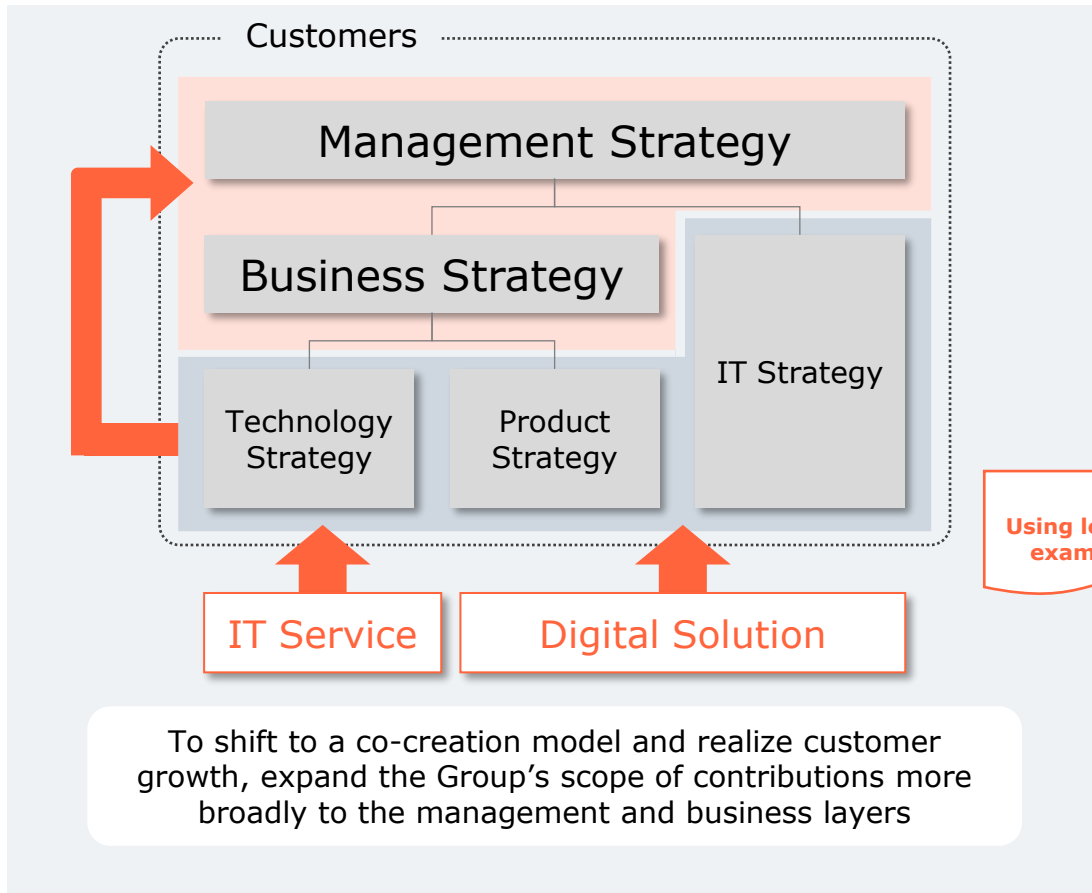 Customers
Management Strategy
Business Strategy
IT Strategy
Technology
Strategy
Product
Strategy
Using
exam
IT Service
Digital Solution
To shift to a co-creation model and realize customer
growth, expand the Group’s scope of contributions more
broadly to the management and business layers